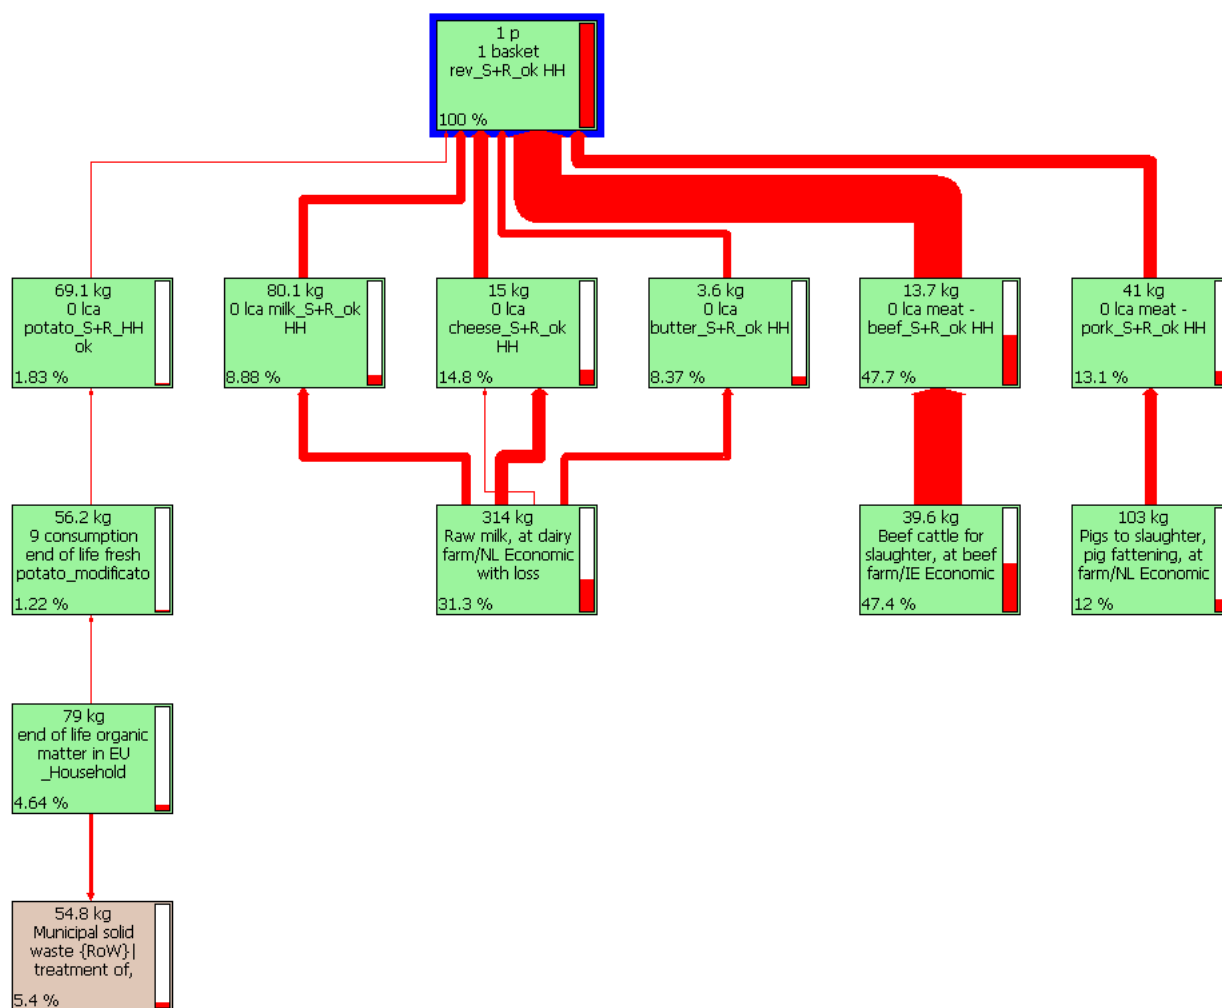 1 p
1 basket
rev_S+R_ok HH
100 %
69.1 kg
0 lca
potato_S+R_HH
ok
1.83 %
80.1 kg
0 lca milk_S+R_ok
HH
8.88 %
15 kg
0 lca
cheese_S+R_ok
HH
14.8 %
3.6 kg
0 lca
butter_S+R_ok HH
8.37 %
13.7 kg
0 lca meat -
beef_S+R_ok HH
47.7 %
41 kg
0 lca meat -
pork_S+R_ok HH
13.1 %
56.2 kg
9 consumption
end of life fresh
potato_modificato
1.22 %
314 kg
Raw milk, at dairy
farm/NL Economic
with loss
31.3 %
39.6 kg
Beef cattle for
slaughter, at beef
farm/IE Economic
47.4 %
103 kg
Pigs to slaughter,
pig fattening, at
farm/NL Economic
12 %
79 kg
end of life organic
matter in EU
_Household
4.64 %
54.8 kg
Municipal solid
waste {RoW}|
treatment of,
5.4 %